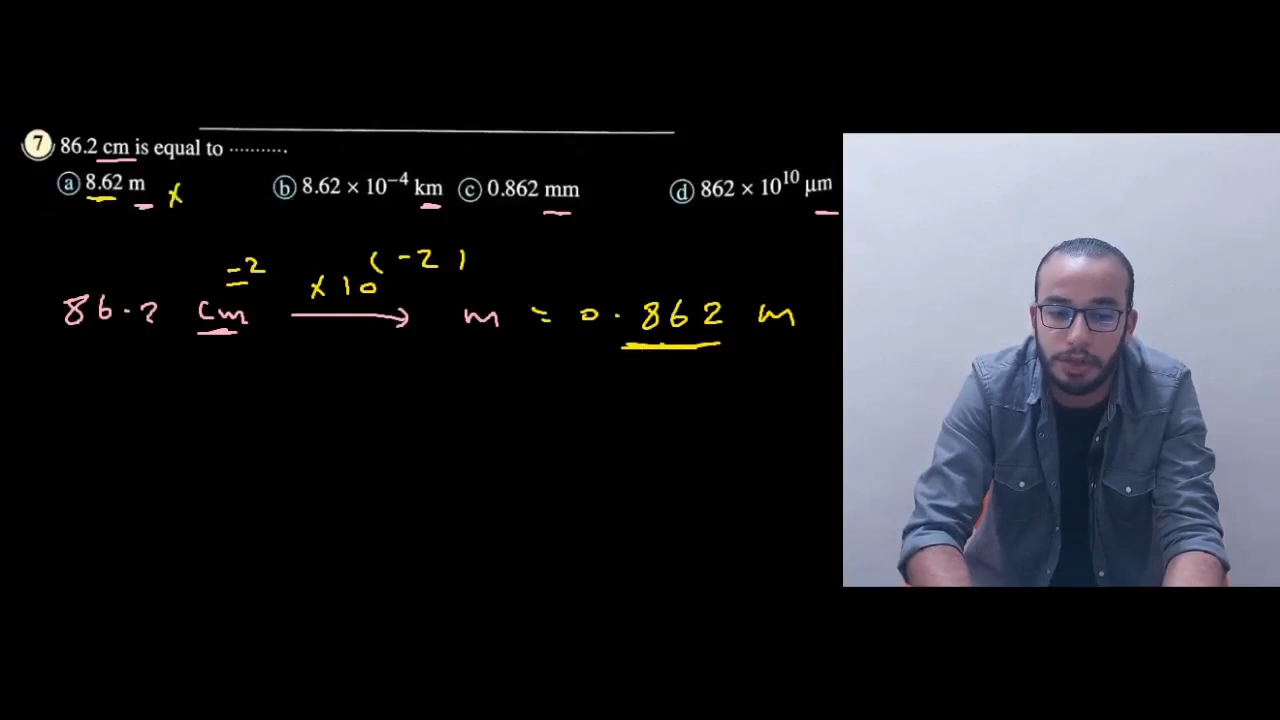 7 86.2 cm is equal to ...........
a 8.62 m x b 8.62 × 10⁻⁴ km c 0.862 mm d 862 × 10¹⁰ μm
-2 (-2)
86.2 cm x 10 → m = 0.862 m